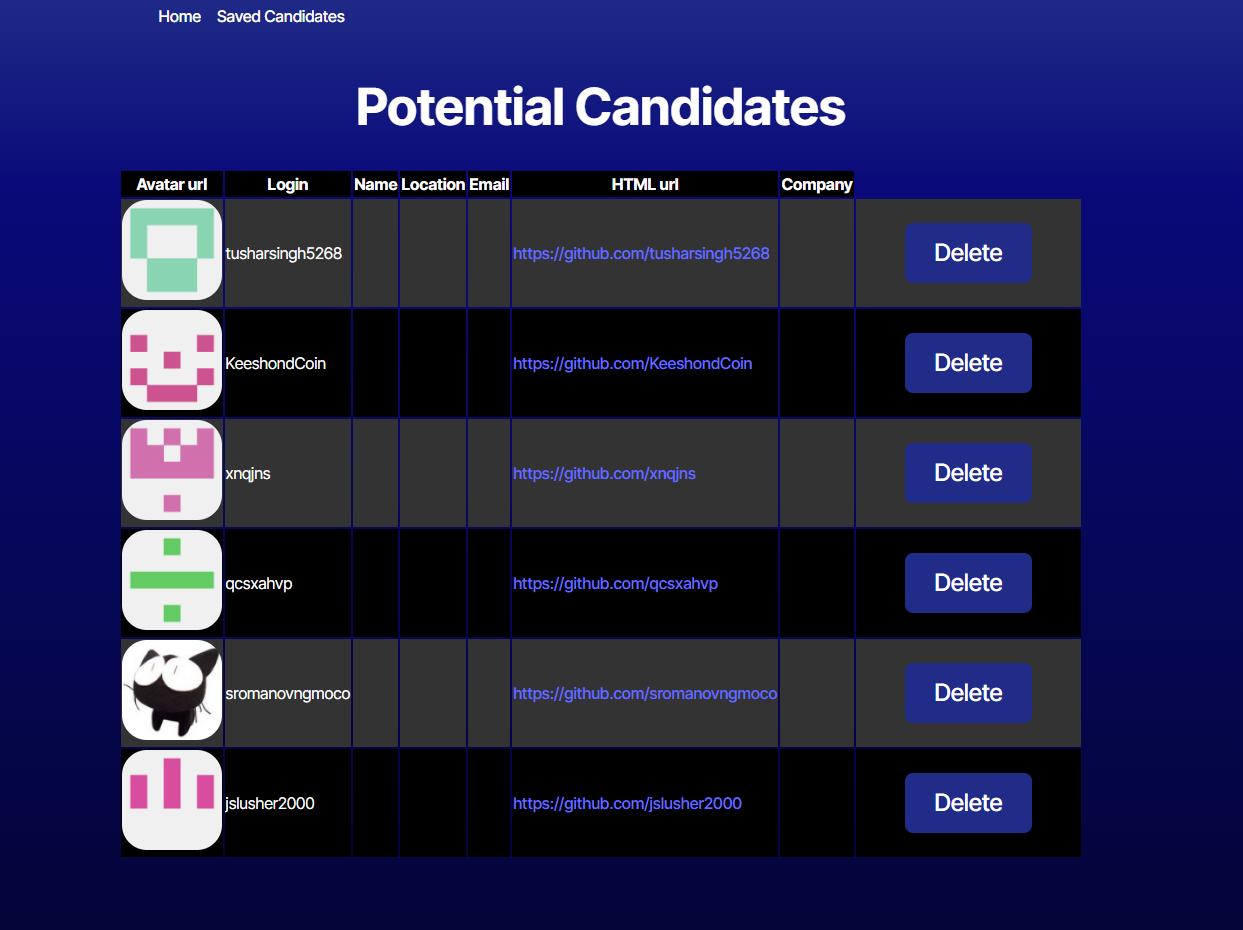 Home Saved Candidates
Potential Candidates
Avatar url Login Name Location Email HTML url Company
tusharsingh5268 https://github.com/tusharsingh5268 Delete
KeeshondCoin https://github.com/KeeshondCoin Delete
xnqjns https://github.com/xnqjns Delete
qcsxahvp https://github.com/qcsxahvp Delete
sromanovngmoco https://github.com/sromanovngmoco Delete
jslusher2000 https://github.com/jslusher2000 Delete